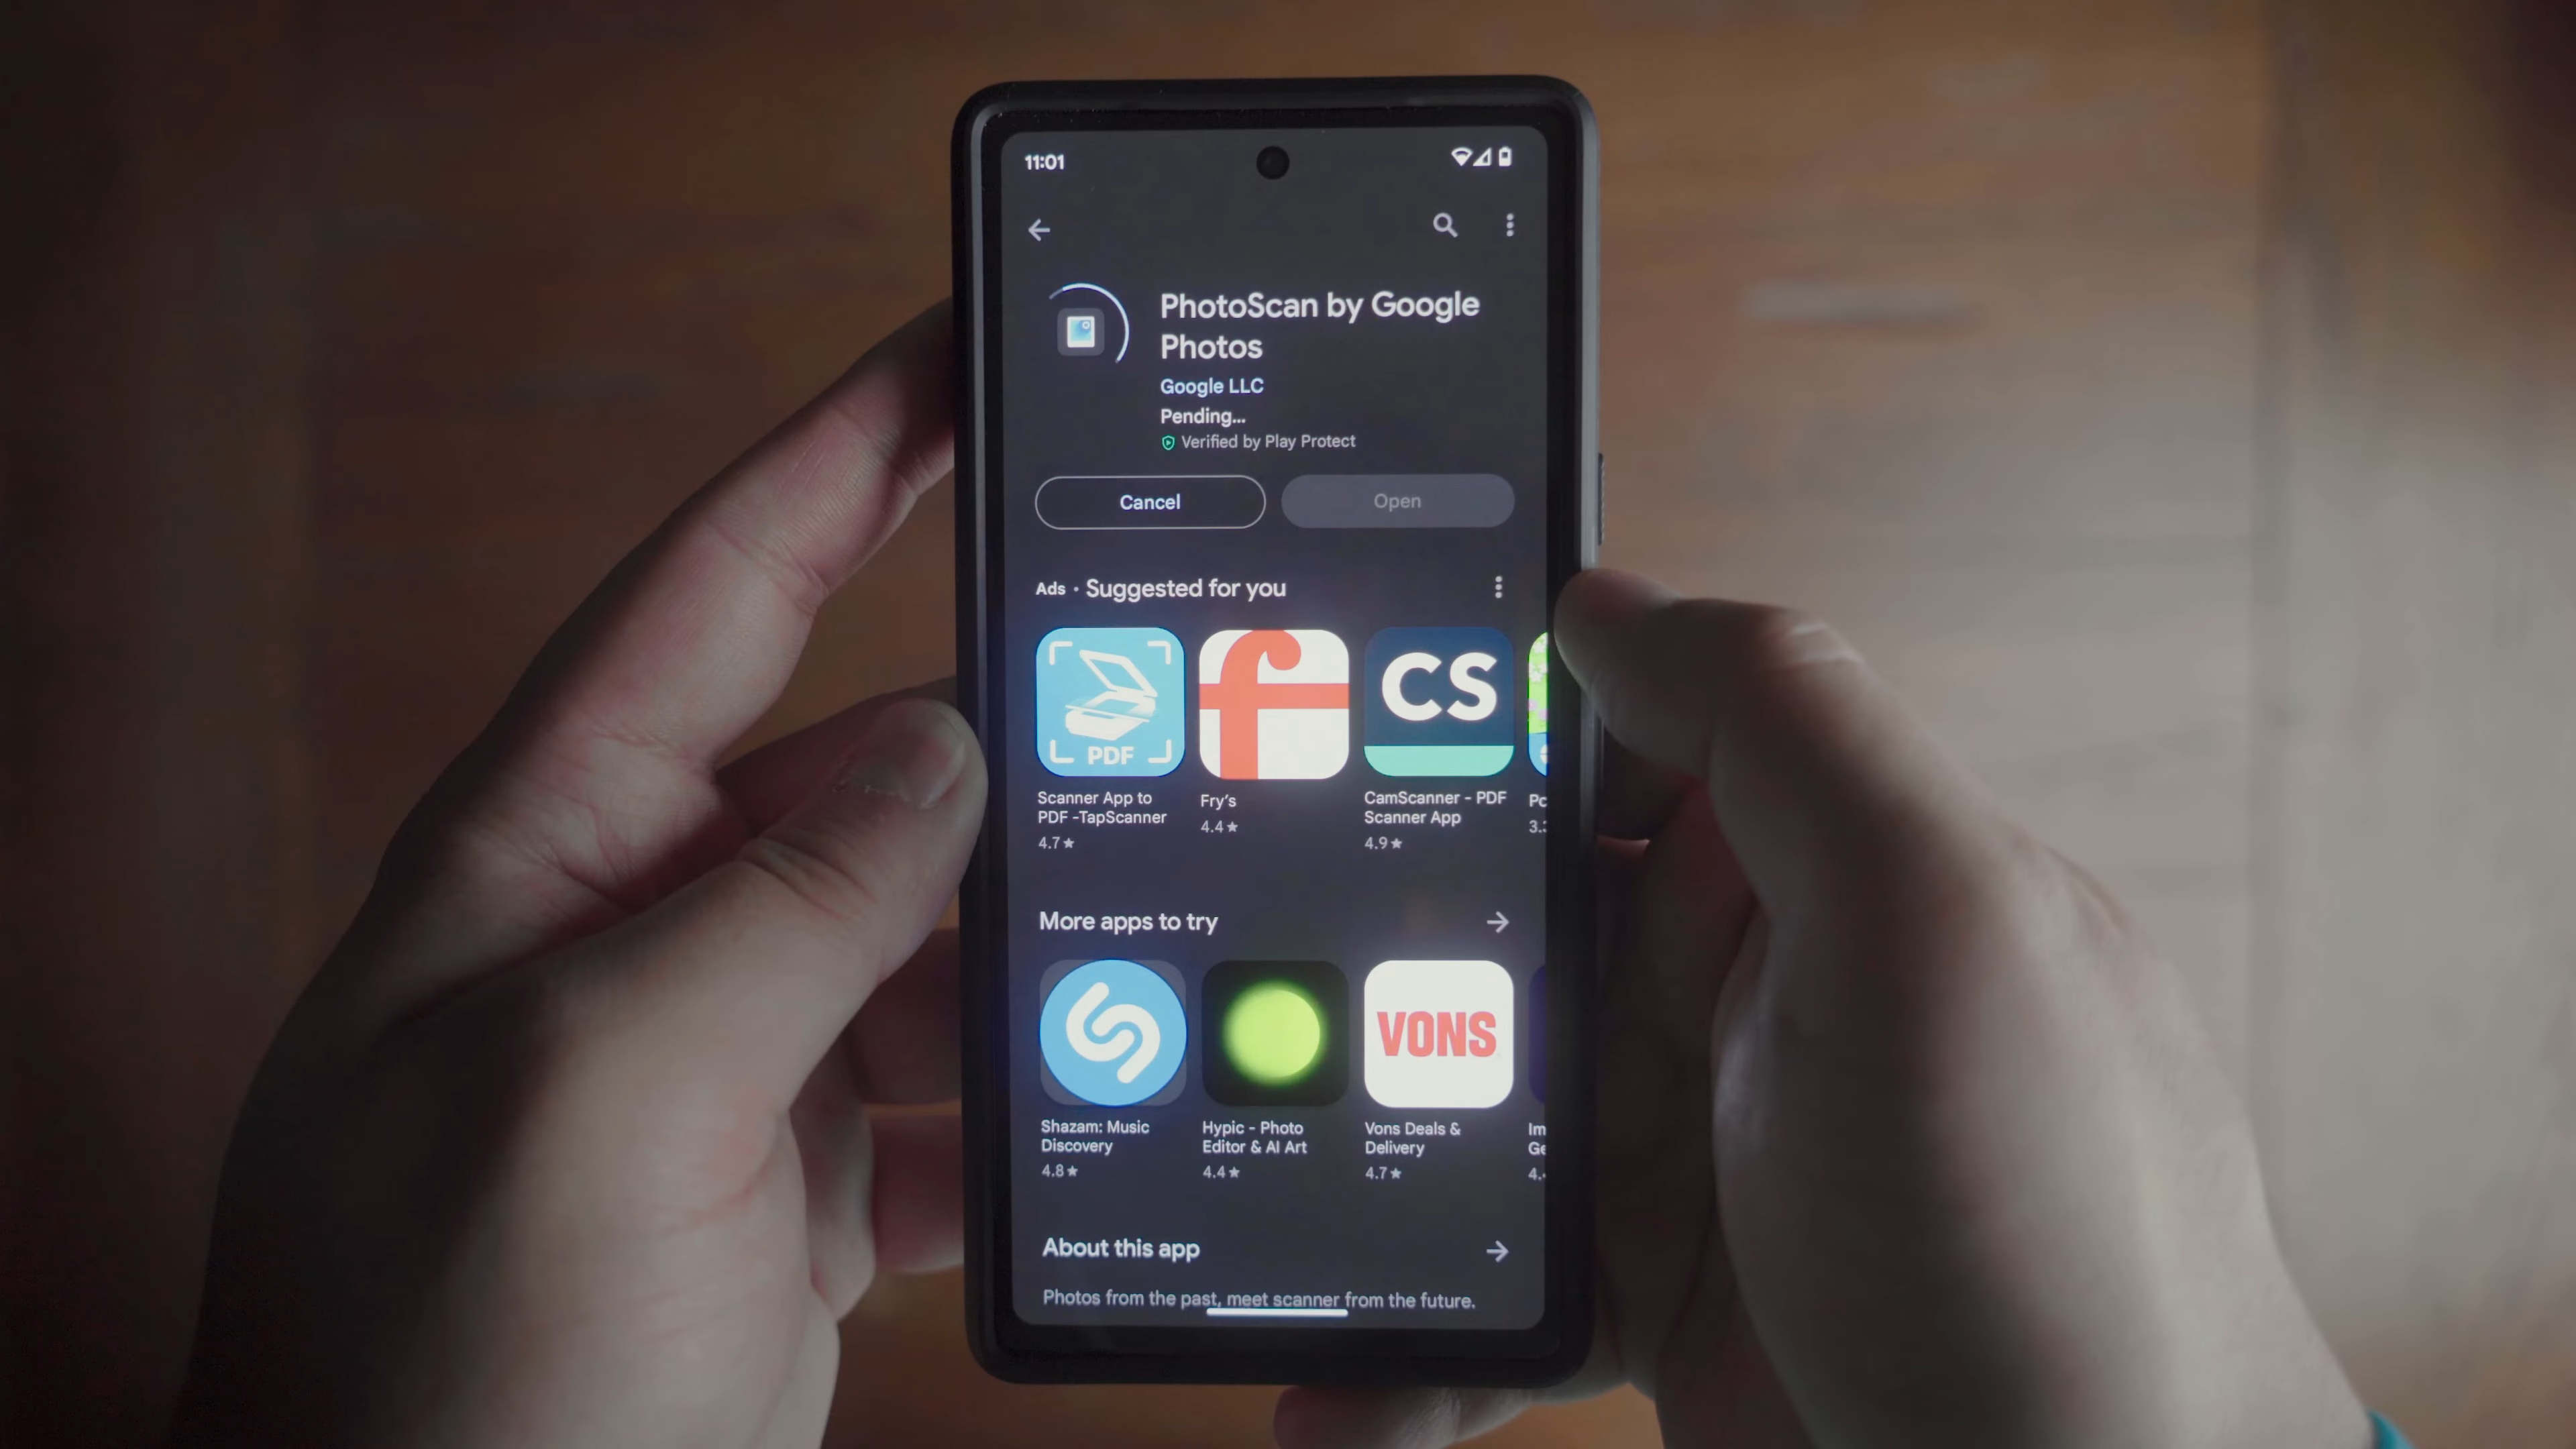 11:01
PhotoScan by Google
Photos
Google LLC
Pending...
Verified by Play Protect
Cancel
Open
Ads • Suggested for you
PDF
f
CS
Scanner App to
PDF -TapScanner
4.7★
Fry's
4.4★
CamScanner - PDF
Scanner App
4.9★
More apps to try
VONS
Shazam: Music
Discovery
4.8★
Hypic - Photo
Editor & AI Art
4.4★
Vons Deals &
Delivery
4.7★
About this app
Photos from the past, meet scanner from the future.